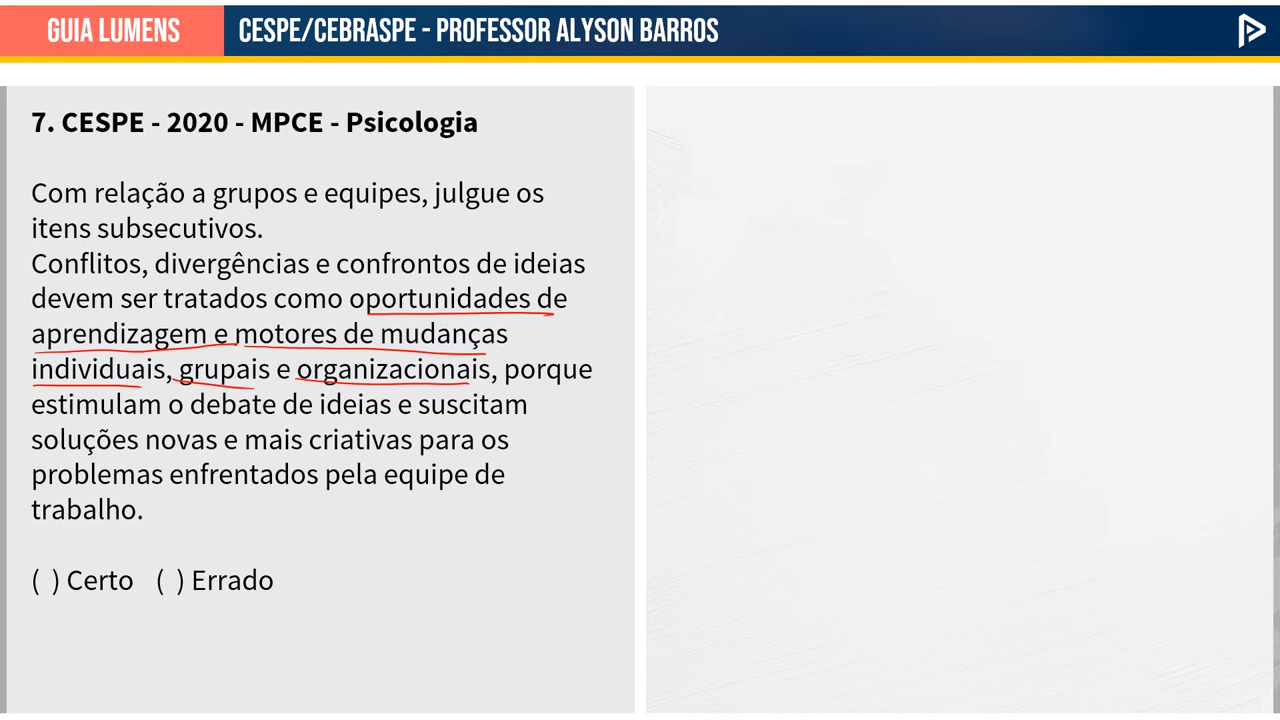 GUIA LUMENS
CESPE/CEBRASPE - PROFESSOR ALYSON BARROS
7. CESPE - 2020 - MPCE - Psicologia
Com relação a grupos e equipes, julgue os
itens subsecutivos.
Conflitos, divergências e confrontos de ideias
devem ser tratados como oportunidades de
aprendizagem e motores de mudanças
individuais, grupais e organizacionais, porque
estimulam o debate de ideias e suscitam
soluções novas e mais criativas para os
problemas enfrentados pela equipe de
trabalho.
( ) Certo ( ) Errado